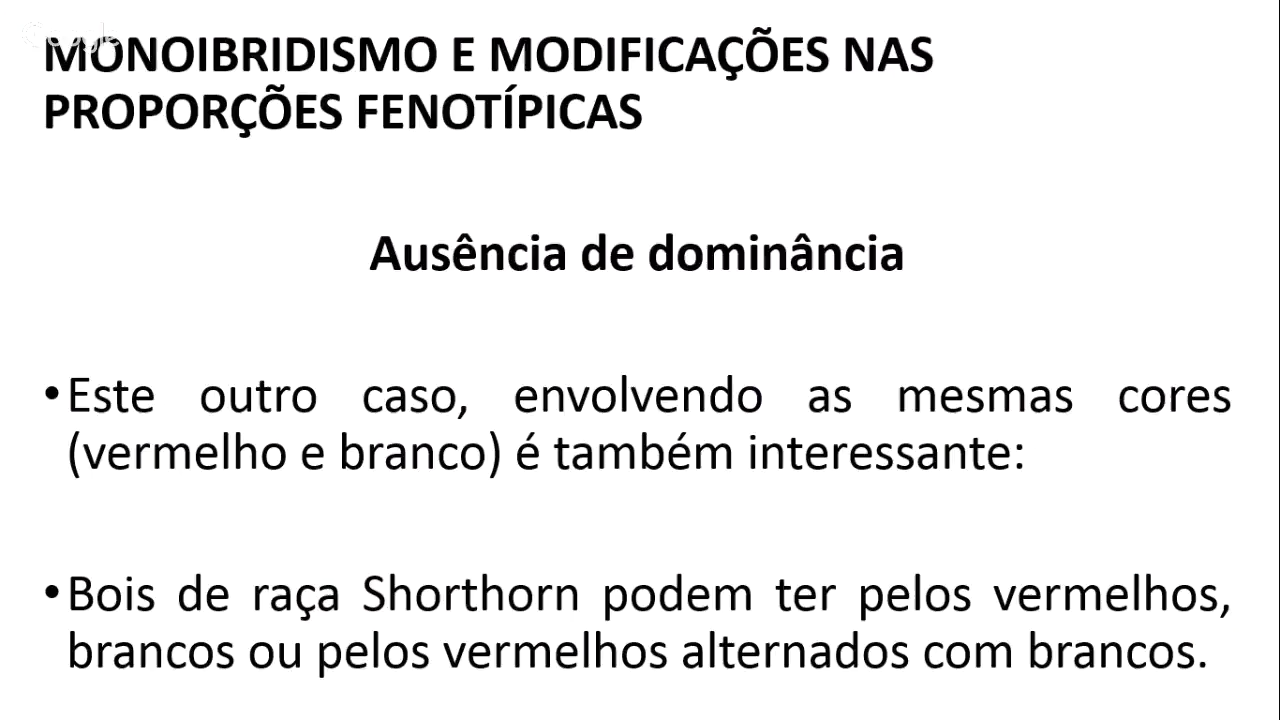 Google
MONOIBRIDISMO E MODIFICAÇÕES NAS
PROPORÇÕES FENOTÍPICAS
Ausência de dominância
•Este outro caso, envolvendo as mesmas cores
(vermelho e branco) é também interessante:
•Bois de raça Shorthorn podem ter pelos vermelhos,
brancos ou pelos vermelhos alternados com brancos.